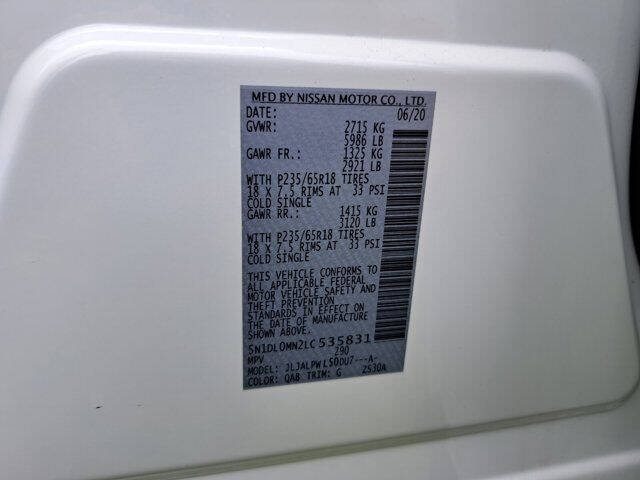 MFD BY NISSAN MOTOR CO., LTD.
DATE: 06/20
GVWR: 2715 KG
5986 LB
GAWR FR.: 1325 KG
2921 LB
WITH P235/65R18 TIRES
18 X 7.5 RIMS AT 33 PSI
COLD SINGLE
GAWR RR.: 1415 KG
3120 LB
WITH P235/65R18 TIRES
18 X 7.5 RIMS AT 33 PSI
COLD SINGLE
THIS VEHICLE CONFORMS TO
ALL APPLICABLE FEDERAL
MOTOR VEHICLE SAFETY AND
THEFT PREVENTION
STANDARDS IN EFFECT ON
THE DATE OF MANUFACTURE
SHOWN ABOVE.
5N1DL0MN2LC535831
MPV 290
MODEL: JLJALPWL50DU7---A-
COLOR: QAB TRIM: G ZS30A